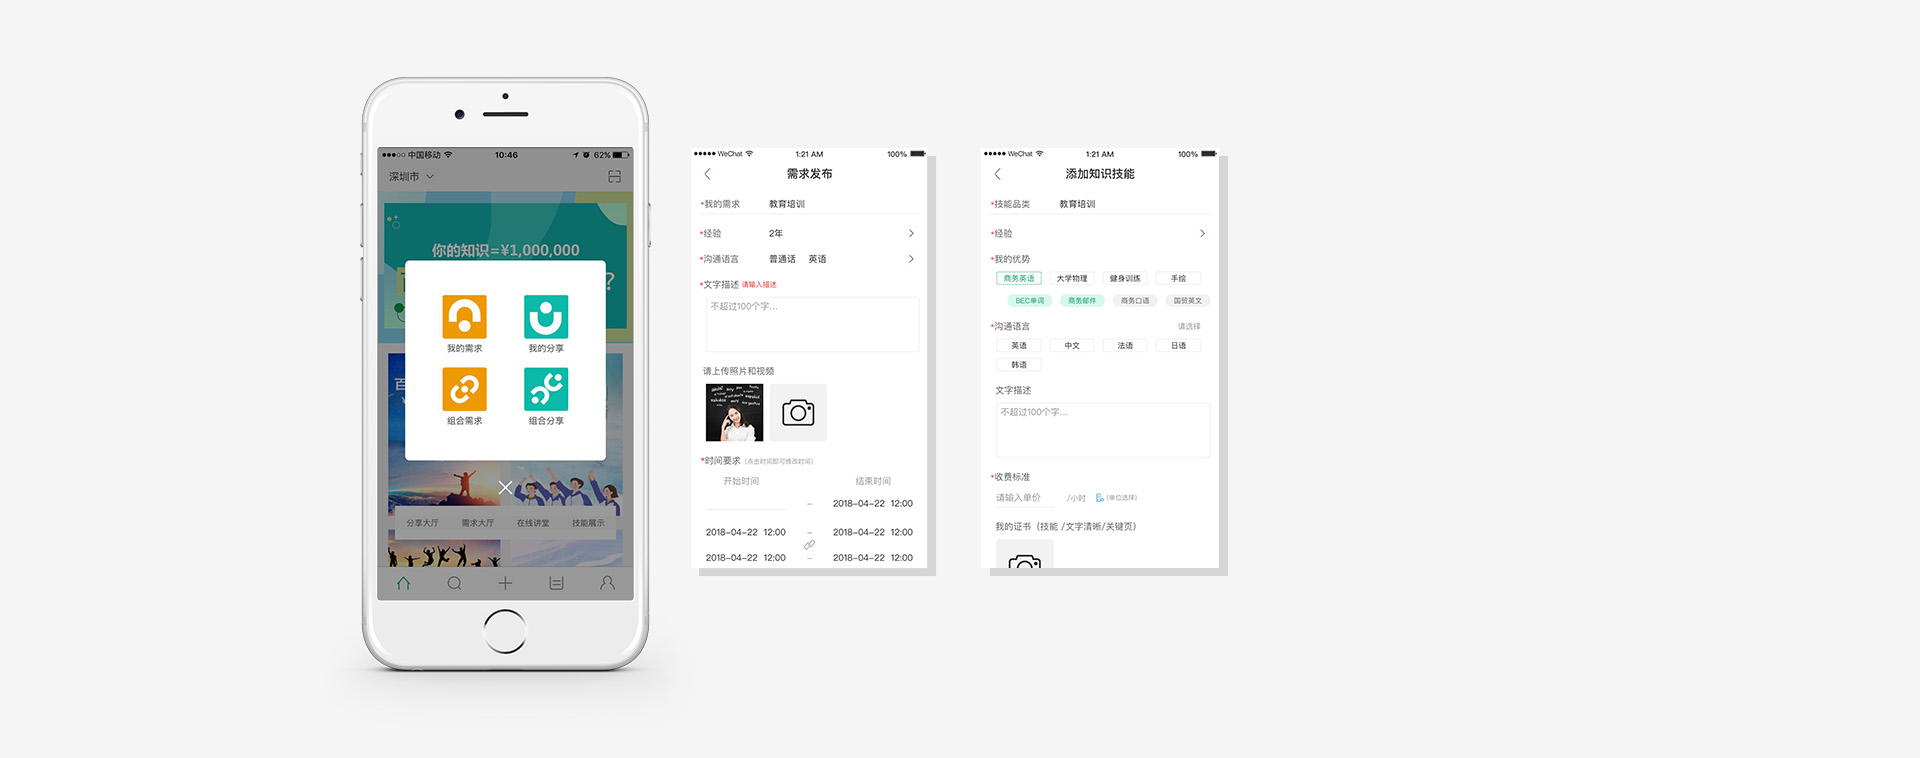 中国移动
10:46
62%
深圳市
你的知识=¥1,000,000
?
百
我的需求
我的分享
组合需求
组合分享
分享大厅
需求大厅
在线讲堂
技能展示
WeChat
1:21 AM
100%
需求发布
*我的需求
教育培训
*经验
2年
*沟通语言
普通话 英语
*文字描述 请输入描述
不超过100个字...
请上传照片和视频
*时间要求 (点击时间即可修改时间)
开始时间
结束时间
– 2018-04-22 12:00
2018-04-22 12:00 – 2018-04-22 12:00
2018-04-22 12:00 – 2018-04-22 12:00
WeChat
1:21 AM
100%
添加知识技能
*技能品类
教育培训
*经验
*我的优势
商务英语
大学物理
健身训练
手绘
BEC单词
商务邮件
商务口语
国贸英文
*沟通语言
请选择
英语
中文
法语
日语
韩语
文字描述
不超过100个字...
*收费标准
请输入单价 /小时 (单位选择)
我的证书（技能 /文字清晰/关键页）